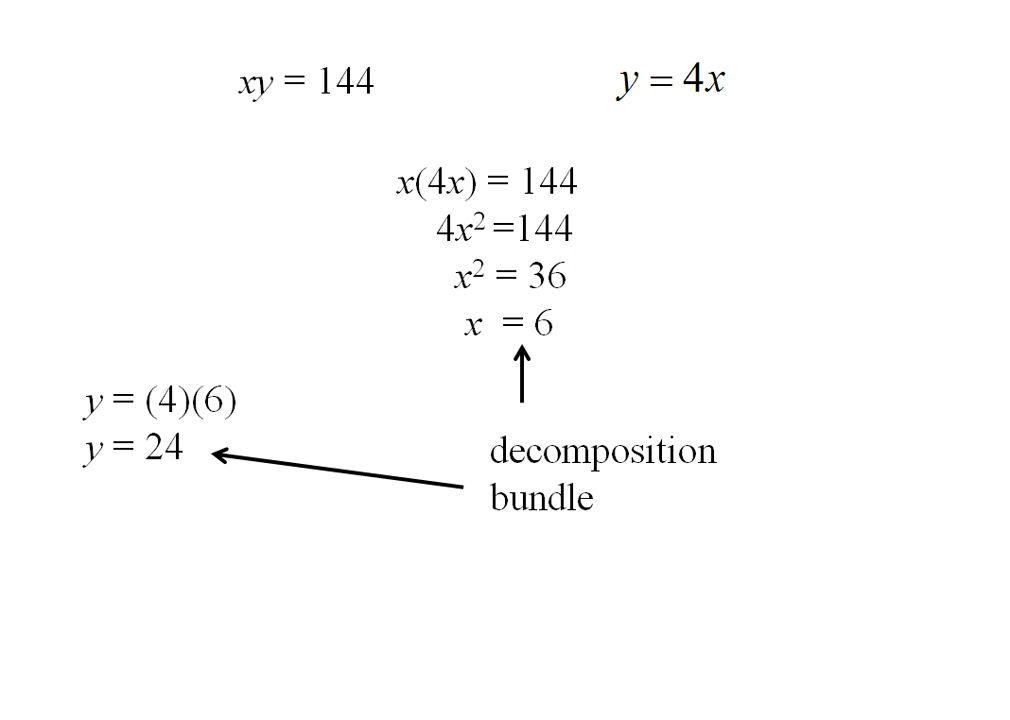 xy = 144
y = 4x
x(4x) = 144
4x² =144
x² = 36
x = 6
y = (4)(6)
y = 24
decomposition
bundle